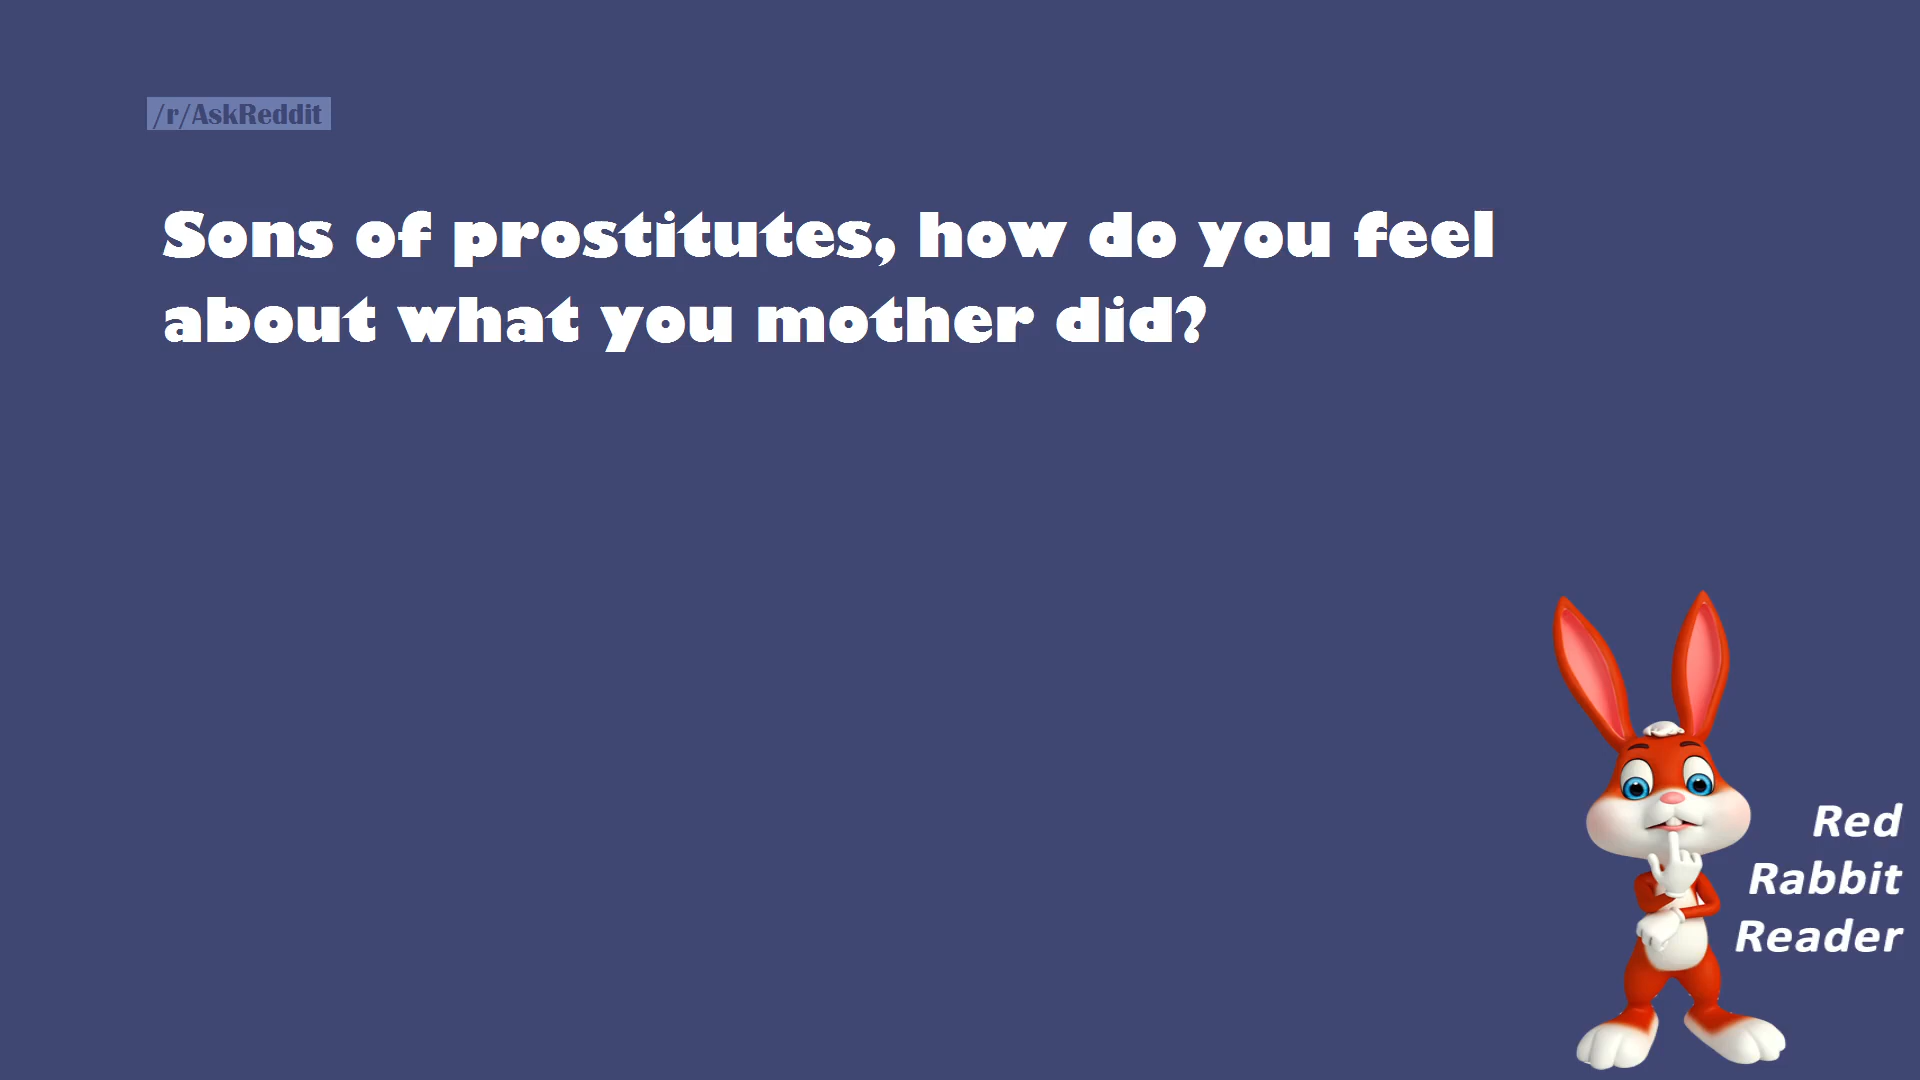 /r/AskReddit
Sons of prostitutes, how do you feel
about what you mother did?
Red
Rabbit
Reader